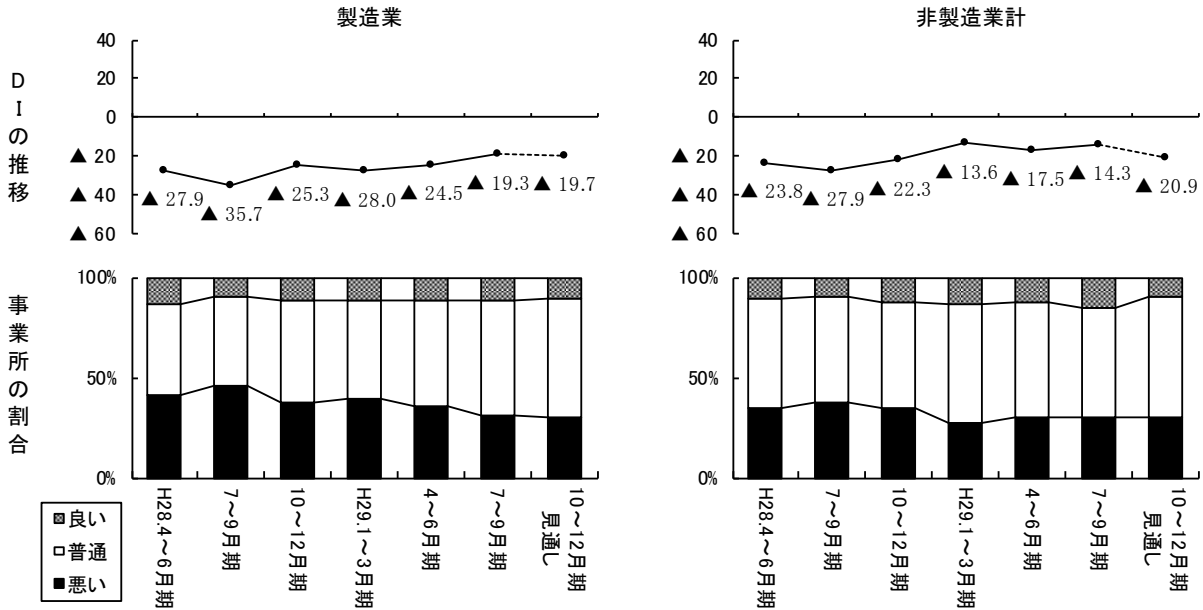 製造業
非製造業計
DIの推移
40
20
0
▲ 20
▲ 40
▲ 60
▲ 27.9
▲ 35.7
▲ 25.3
▲ 28.0
▲ 24.5
▲ 19.3
▲ 19.7
40
20
0
▲ 20
▲ 40
▲ 60
▲ 23.8
▲ 27.9
▲ 22.3
▲ 13.6
▲ 17.5
▲ 14.3
▲ 20.9
事業所の割合
100%
50%
0%
H28.4～6月期
7～9月期
10～12月期
H29.1～3月期
4～6月期
7～9月期
10～12月期
見通し
100%
50%
0%
H28.4～6月期
7～9月期
10～12月期
H29.1～3月期
4～6月期
7～9月期
10～12月期
見通し
良い
普通
悪い